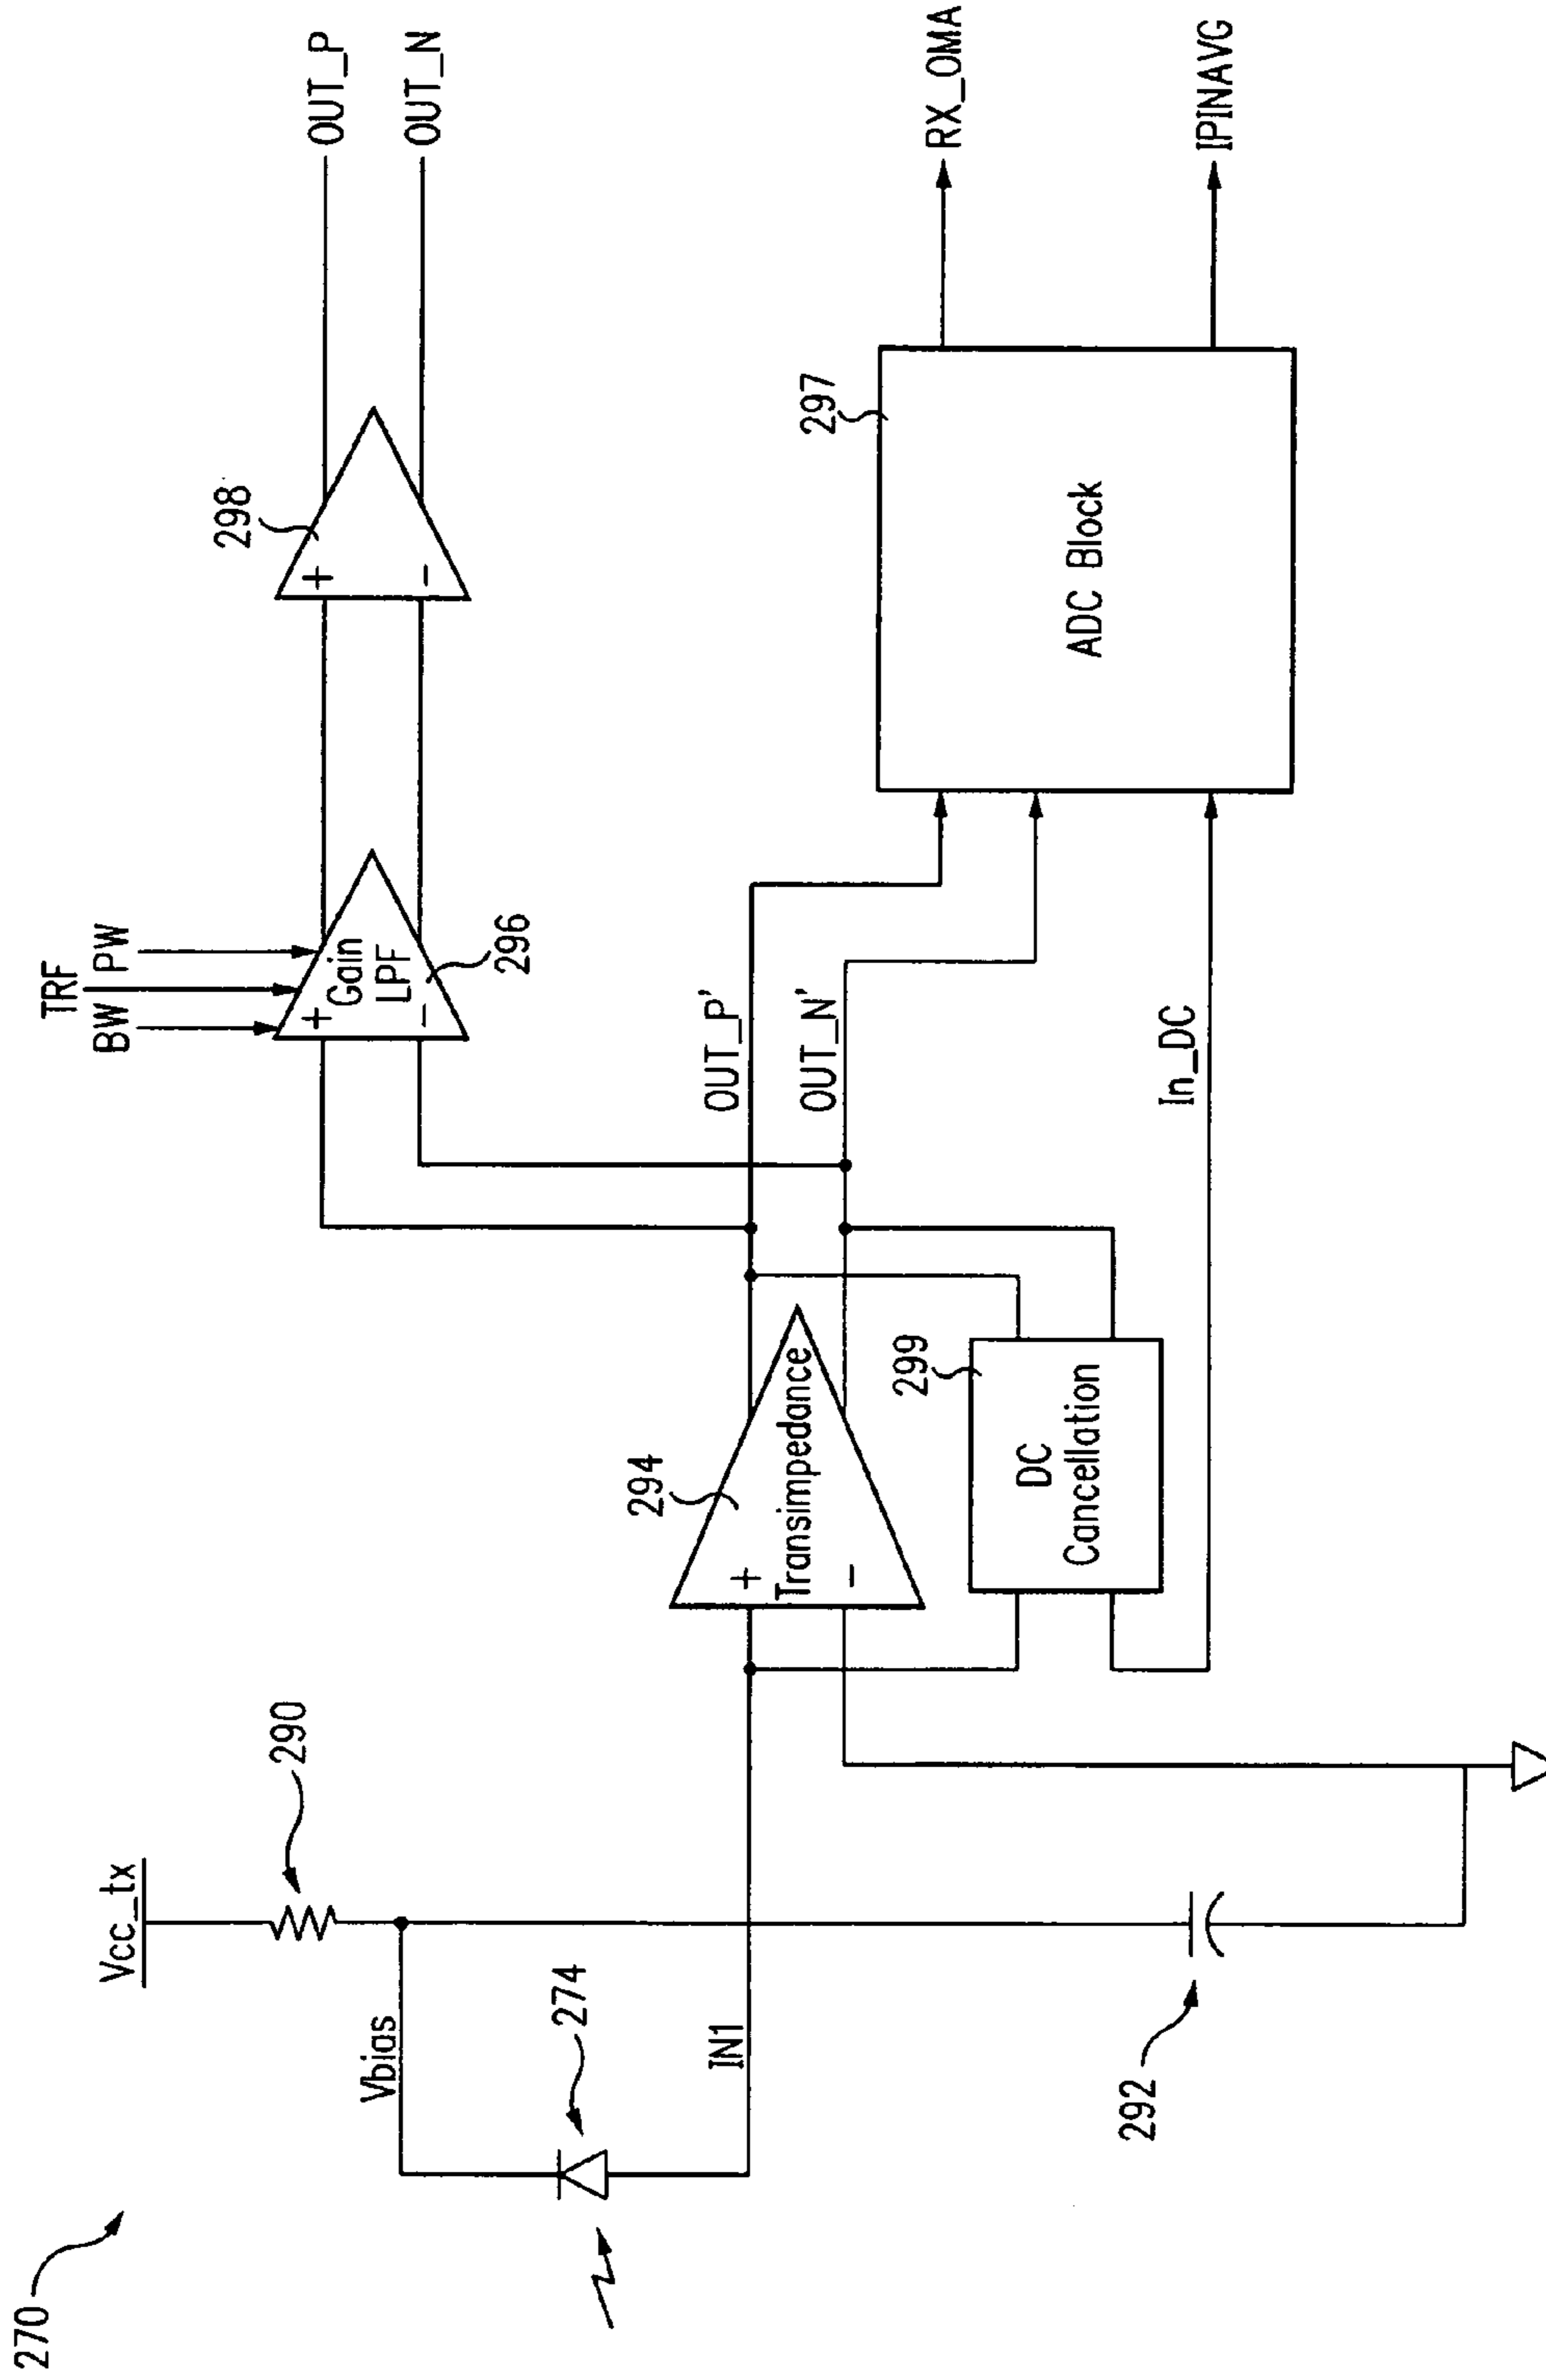 270
Vcc_tx
290
Vbias
274
IN1
292
TRF
BW
PW
+
Gain
LPF
-
296
298
+
-
OUT_P
OUT_N
294
+
Transimpedance
-
OUT_P'
OUT_N'
299
DC
Cancellation
In_DC
297
ADC Block
RX_OMA
IPINAVG